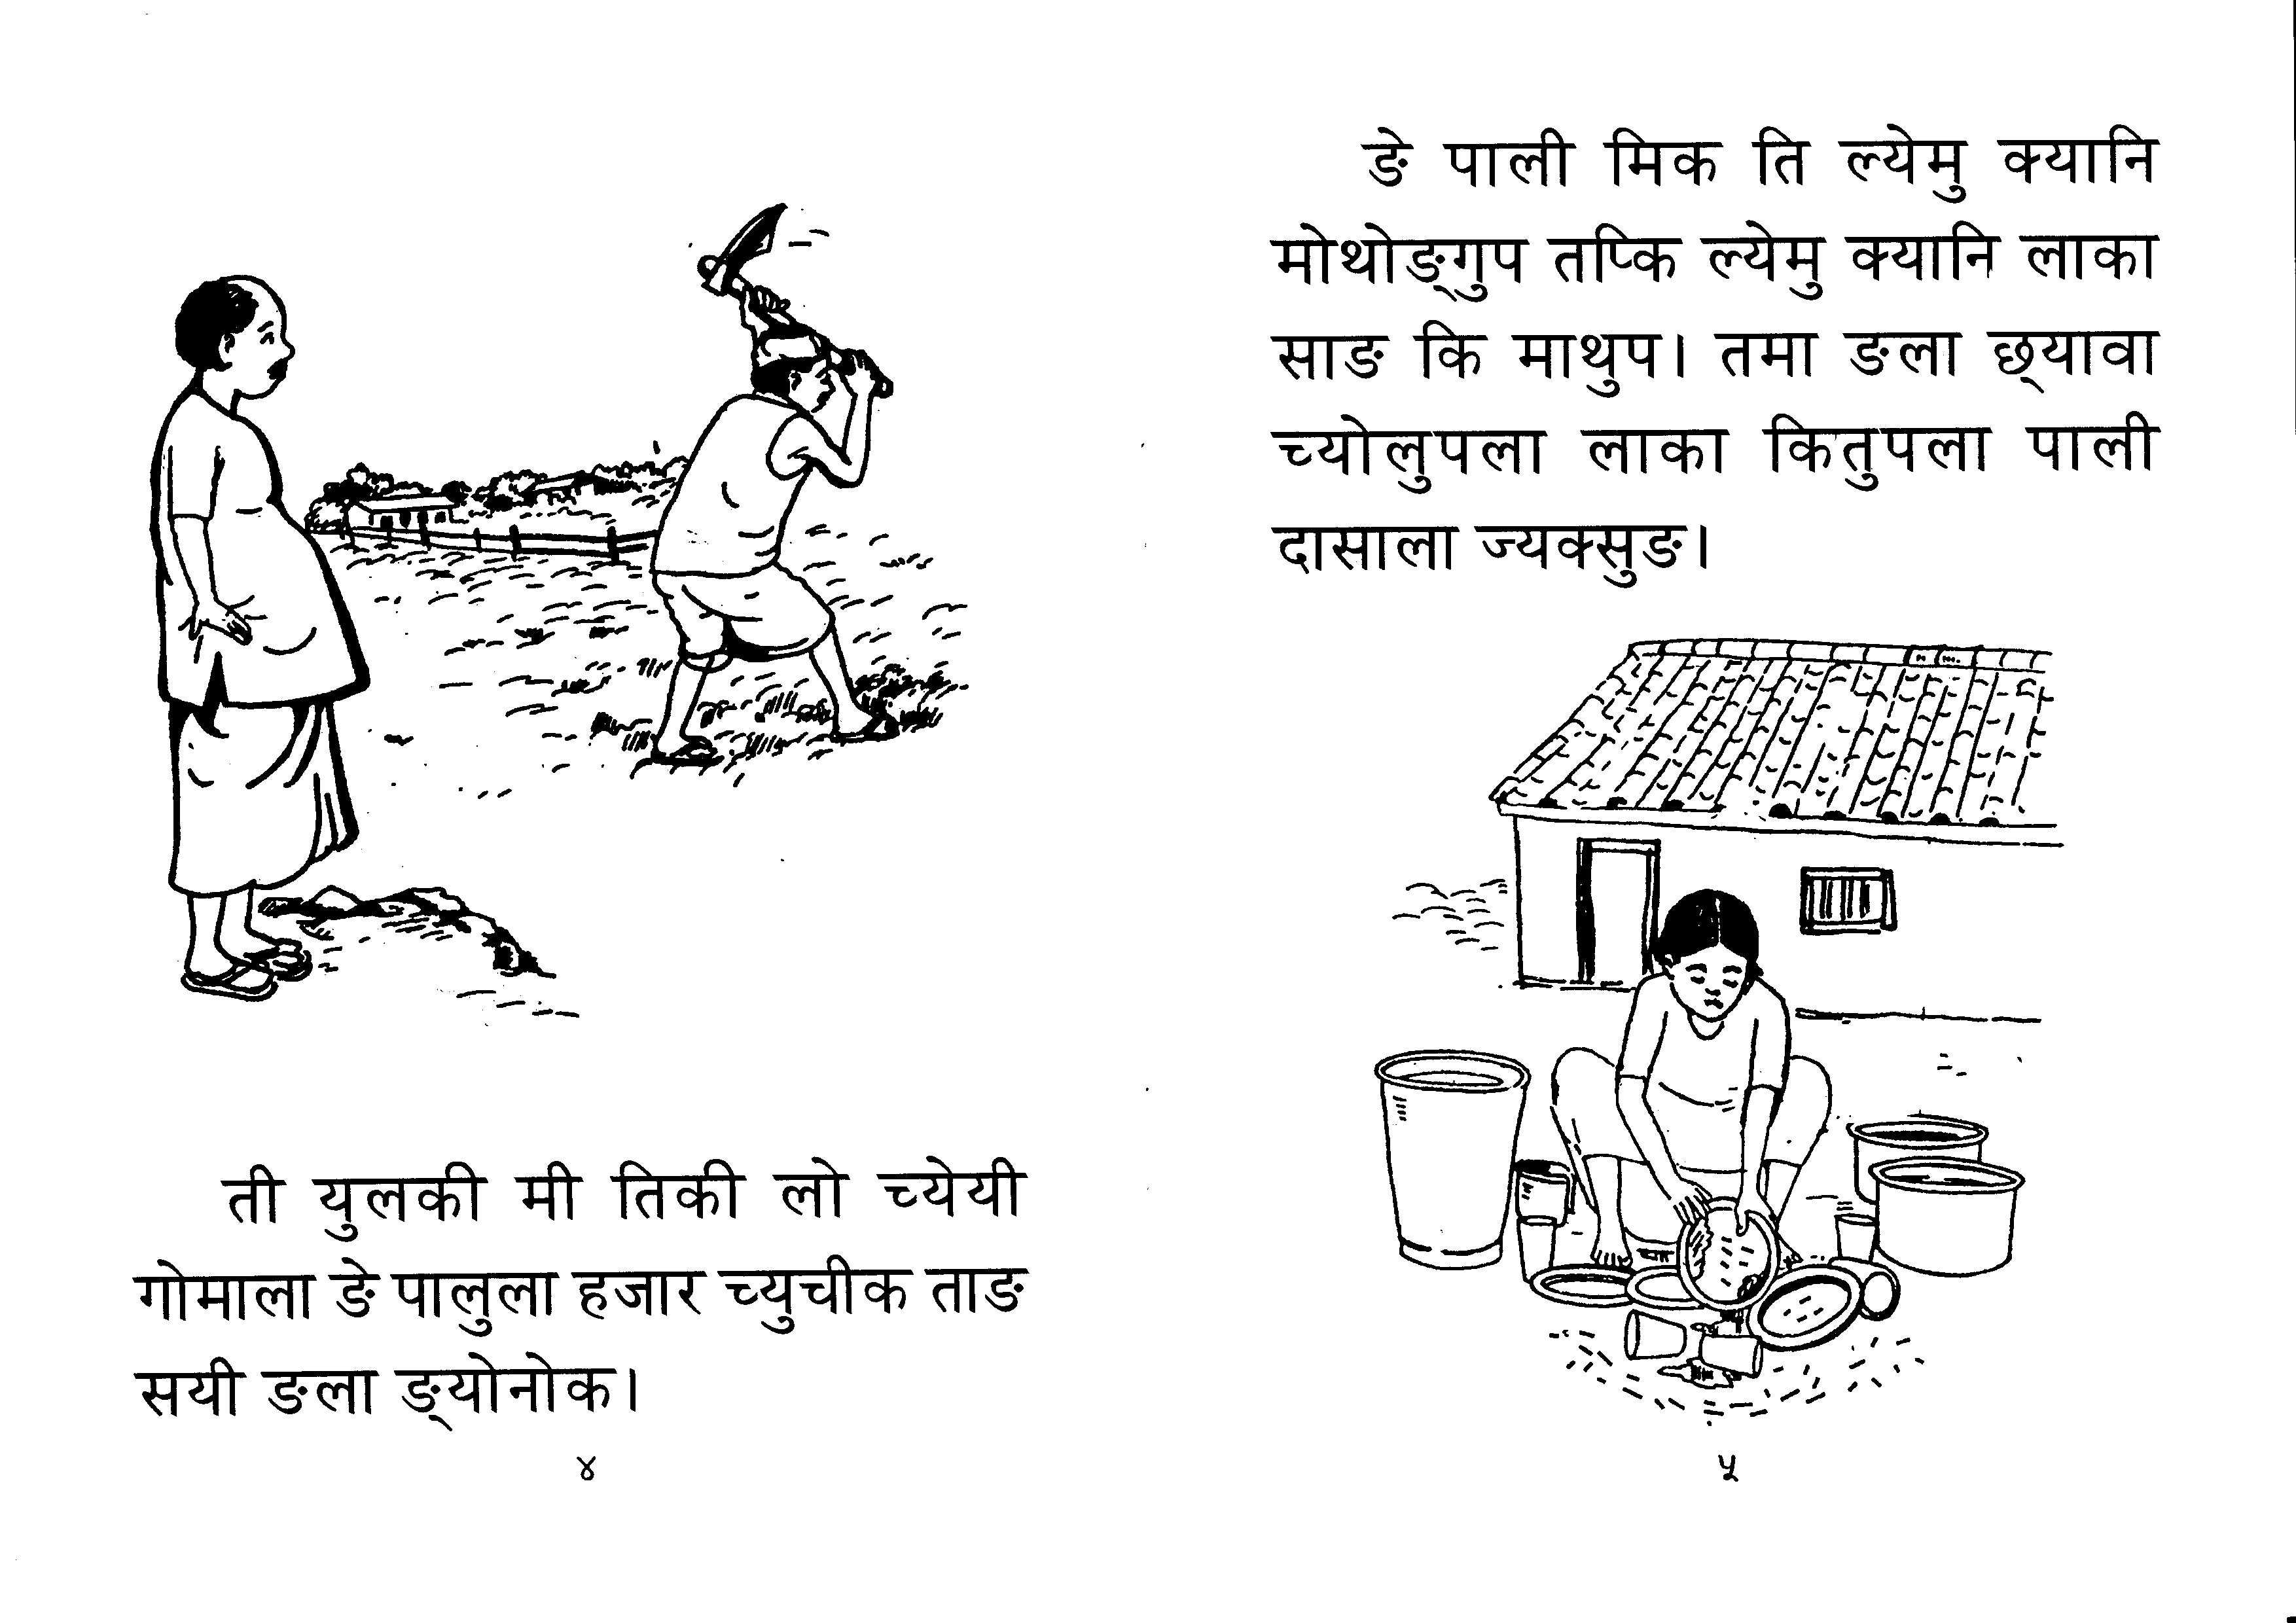 ती युलकी मी तिकी लो च्येयी
गोमाला ङे पालुला हजार च्युचीक ताङ
सयी ङला ङ्योनोक।
४
ङे पाली मिक ति ल्येमु क्यानि
मोथोङ्गुप तप्कि ल्येमु क्यानि लाका
साङ कि माथुप। तमा ङला छ्यावा
च्योलुपला लाका कितुपला पाली
दासाला ज्यक्सुङ।
५